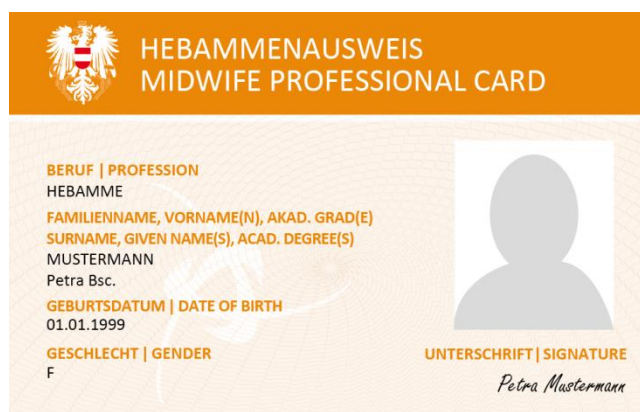 HEBAMMENAUSWEIS
MIDWIFE PROFESSIONAL CARD
BERUF | PROFESSION
HEBAMME
FAMILIENNAME, VORNAME(N), AKAD. GRAD(E)
SURNAME, GIVEN NAME(S), ACAD. DEGREE(S)
MUSTERMANN
Petra Bsc.
GEBURTSDATUM | DATE OF BIRTH
01.01.1999
GESCHLECHT | GENDER
F
UNTERSCHRIFT | SIGNATURE
Petra Mustermann